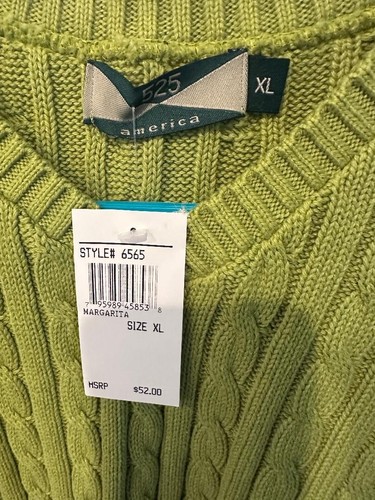 525
america
XL
STYLE# 6565
7 95989 45853 8
MARGARITA
SIZE XL
MSRP $52.00